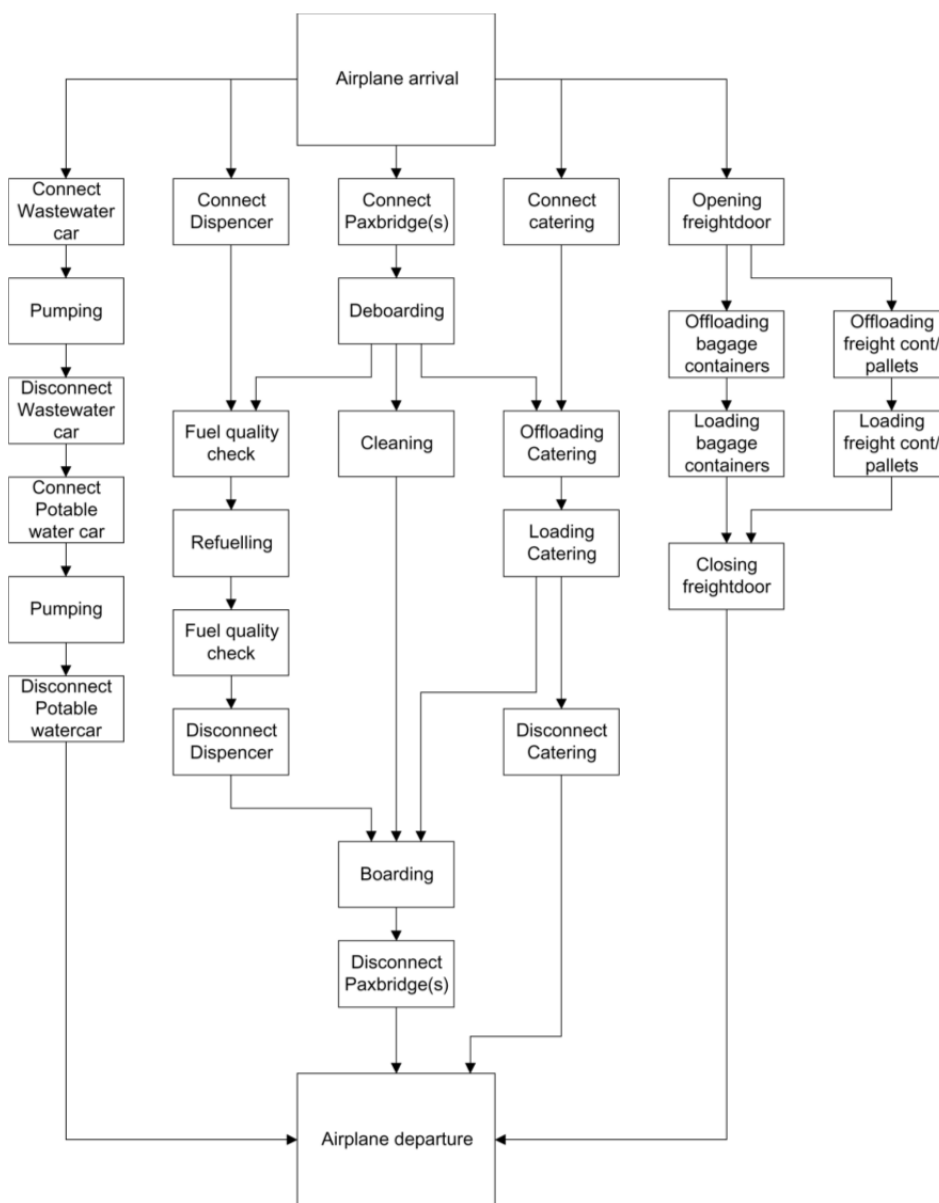 Airplane arrival
Connect
Wastewater
car
Connect
Dispencer
Connect
Paxbridge(s)
Connect
catering
Opening
freightdoor
Pumping
Deboarding
Offloading
bagage
containers
Offloading
freight cont/
pallets
Disconnect
Wastewater
car
Fuel quality
check
Cleaning
Offloading
Catering
Loading
bagage
containers
Loading
freight cont/
pallets
Connect
Potable
water car
Refuelling
Loading
Catering
Closing
freightdoor
Pumping
Fuel quality
check
Disconnect
Potable
watercar
Disconnect
Dispencer
Disconnect
Catering
Boarding
Disconnect
Paxbridge(s)
Airplane departure